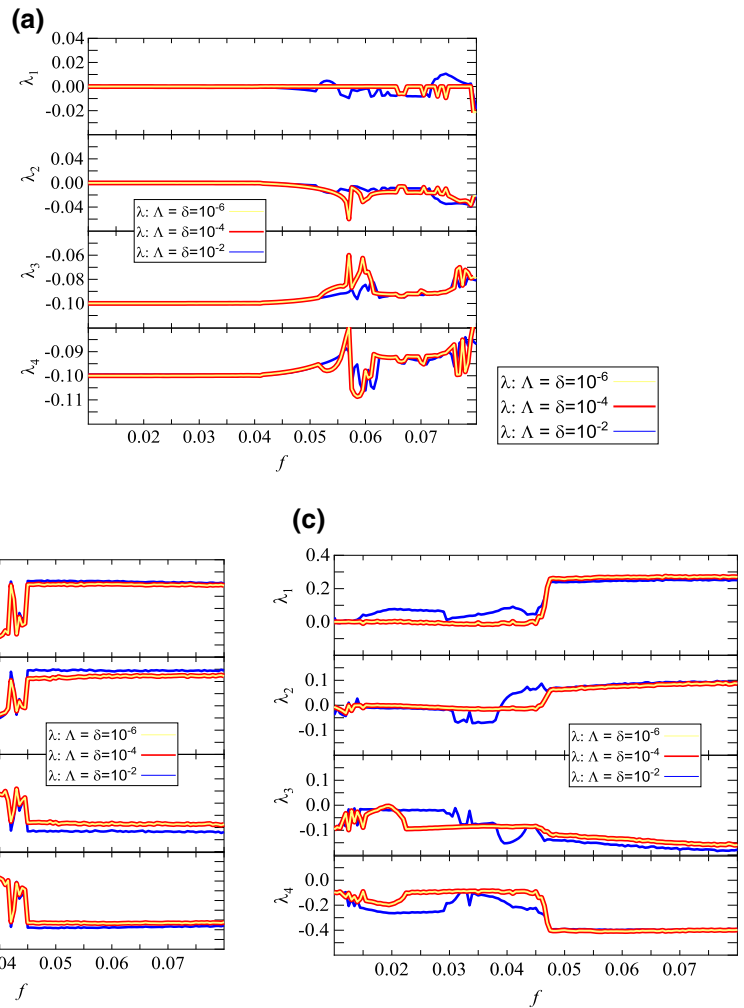 (a)
0.04
0.02
0.00
-0.02
λ1
0.04
0.00
-0.04
λ2
λ: Λ = δ=10-6
λ: Λ = δ=10-4
λ: Λ = δ=10-2
-0.06
-0.08
-0.10
λ3
-0.09
-0.10
-0.11
λ4
0.02 0.03 0.04 0.05 0.06 0.07
f
λ: Λ = δ=10-6
λ: Λ = δ=10-4
λ: Λ = δ=10-2
λ: Λ = δ=10-6
λ: Λ = δ=10-4
λ: Λ = δ=10-2
04 0.05 0.06 0.07
f
(c)
0.4
0.2
0.0
λ1
0.1
0.0
-0.1
λ2
λ: Λ = δ=10-6
λ: Λ = δ=10-4
λ: Λ = δ=10-2
0.1
0.0
-0.1
λ3
0.0
-0.2
-0.4
λ4
0.02 0.03 0.04 0.05 0.06 0.07
f